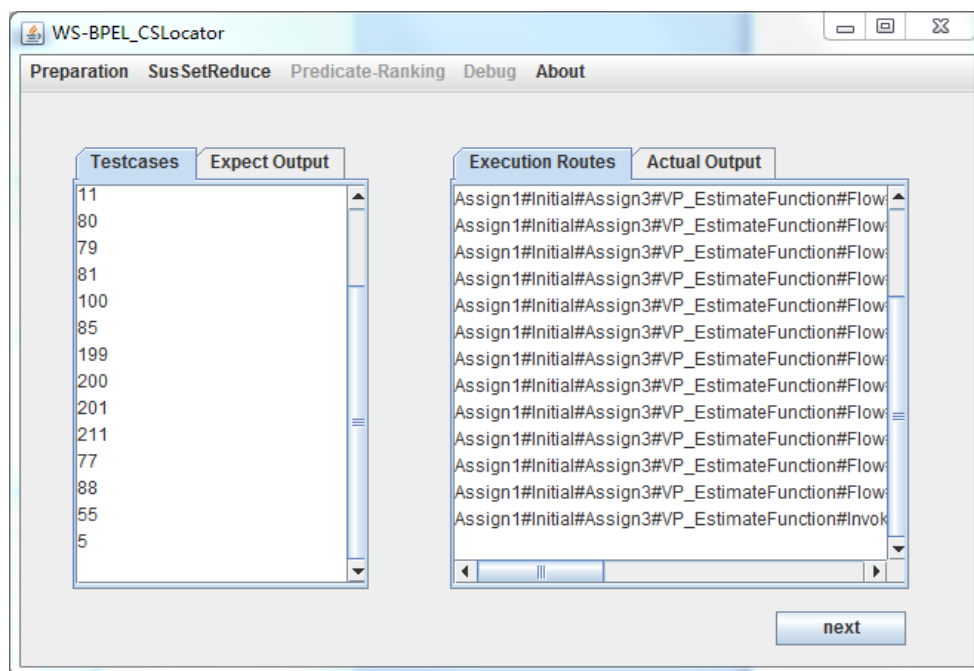 WS-BPEL_CSLocator
Preparation SusSetReduce Predicate-Ranking Debug About
Testcases Expect Output
11
80
79
81
100
85
199
200
201
211
77
88
55
5
Execution Routes Actual Output
Assign1#Initial#Assign3#VP_EstimateFunction#Flow
Assign1#Initial#Assign3#VP_EstimateFunction#Flow
Assign1#Initial#Assign3#VP_EstimateFunction#Flow
Assign1#Initial#Assign3#VP_EstimateFunction#Flow
Assign1#Initial#Assign3#VP_EstimateFunction#Flow
Assign1#Initial#Assign3#VP_EstimateFunction#Flow
Assign1#Initial#Assign3#VP_EstimateFunction#Flow
Assign1#Initial#Assign3#VP_EstimateFunction#Flow
Assign1#Initial#Assign3#VP_EstimateFunction#Flow
Assign1#Initial#Assign3#VP_EstimateFunction#Flow
Assign1#Initial#Assign3#VP_EstimateFunction#Flow
Assign1#Initial#Assign3#VP_EstimateFunction#Flow
Assign1#Initial#Assign3#VP_EstimateFunction#Invok
next